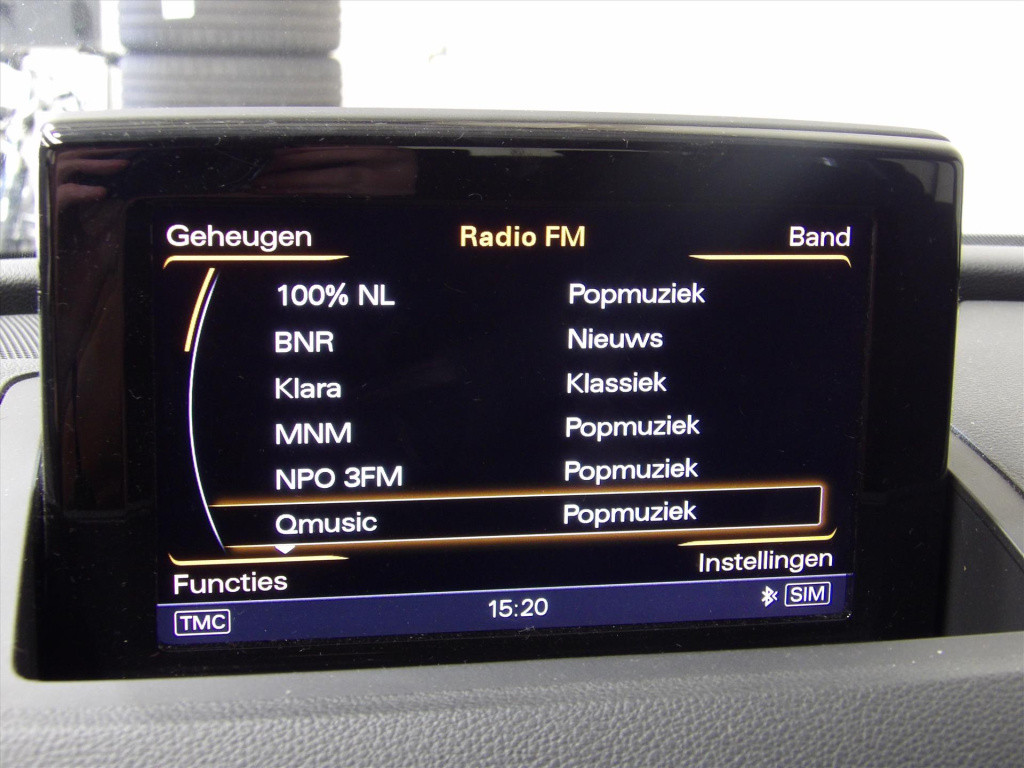 Geheugen Radio FM Band
100% NL Popmuziek
BNR Nieuws
Klara Klassiek
MNM Popmuziek
NPO 3FM Popmuziek
Qmusic Popmuziek
Functies Instellingen
TMC 15:20 SIM